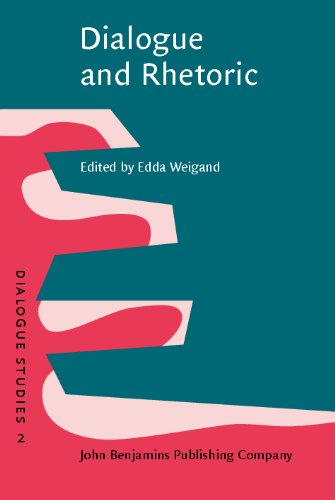 Dialogue
and Rhetoric
Edited by Edda Weigand
DIALOGUE STUDIES 2
John Benjamins Publishing Company